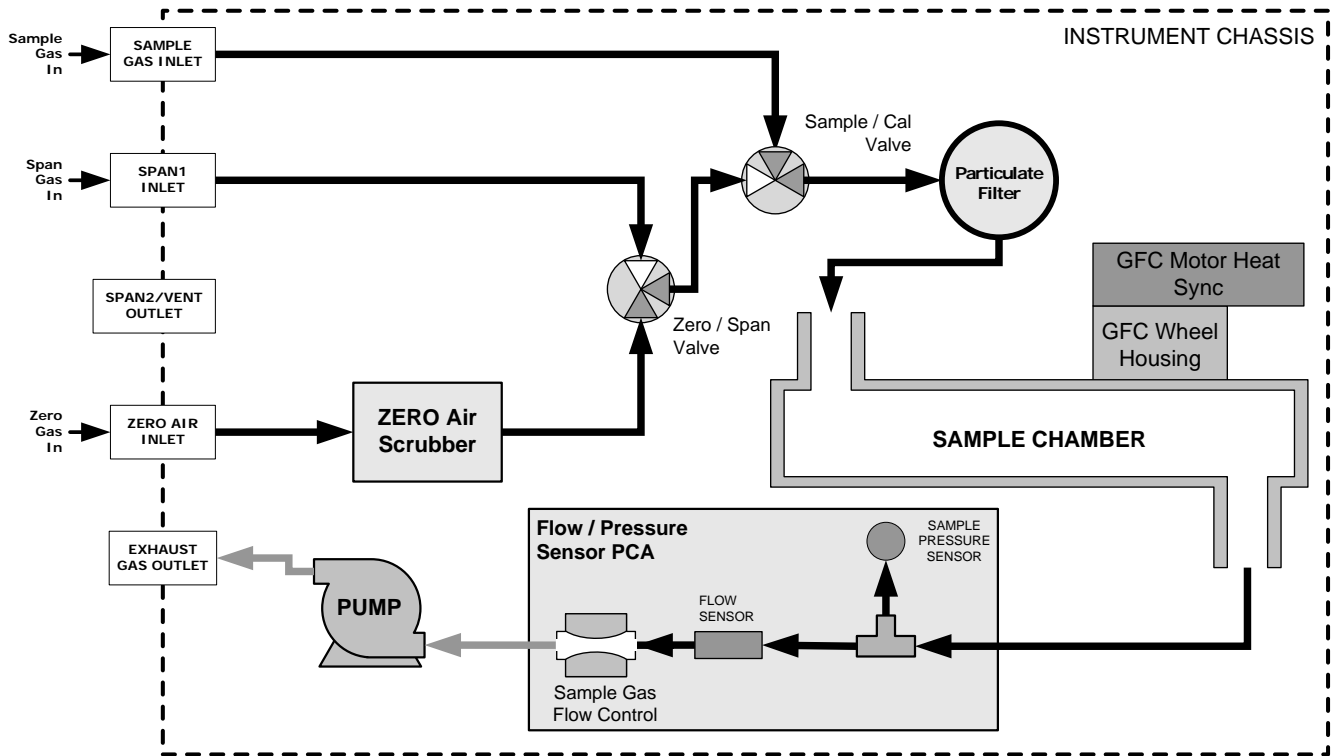 INSTRUMENT CHASSIS
Sample
Gas
In
SAMPLE
GAS INLET
Sample / Cal
Valve
Span
Gas
In
SPAN1
INLET
Particulate
Filter
SPAN2/VENT
OUTLET
Zero / Span
Valve
GFC Motor Heat
Sync
GFC Wheel
Housing
Zero
Gas
In
ZERO AIR
INLET
ZERO Air
Scrubber
SAMPLE CHAMBER
EXHAUST
GAS OUTLET
PUMP
Flow / Pressure
Sensor PCA
SAMPLE
PRESSURE
SENSOR
FLOW
SENSOR
Sample Gas
Flow Control